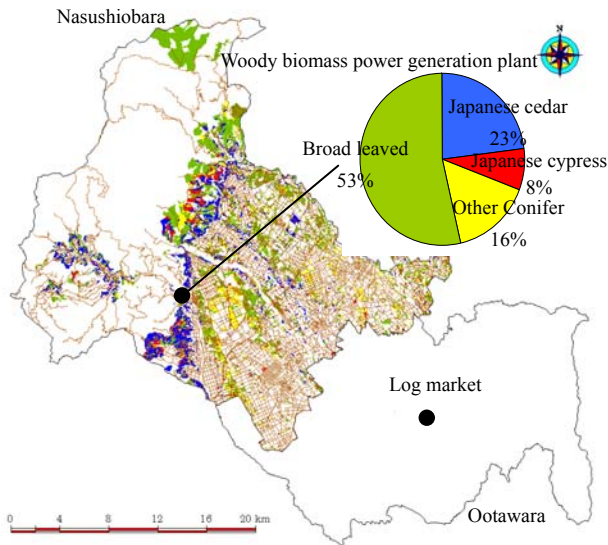 Nasushiobara
N
Woody biomass power generation plant
Japanese cedar
23%
Broad leaved
53%
Japanese cypress
8%
Other Conifer
16%
Log market
0 4 8 12 16 20 km
Ootawara